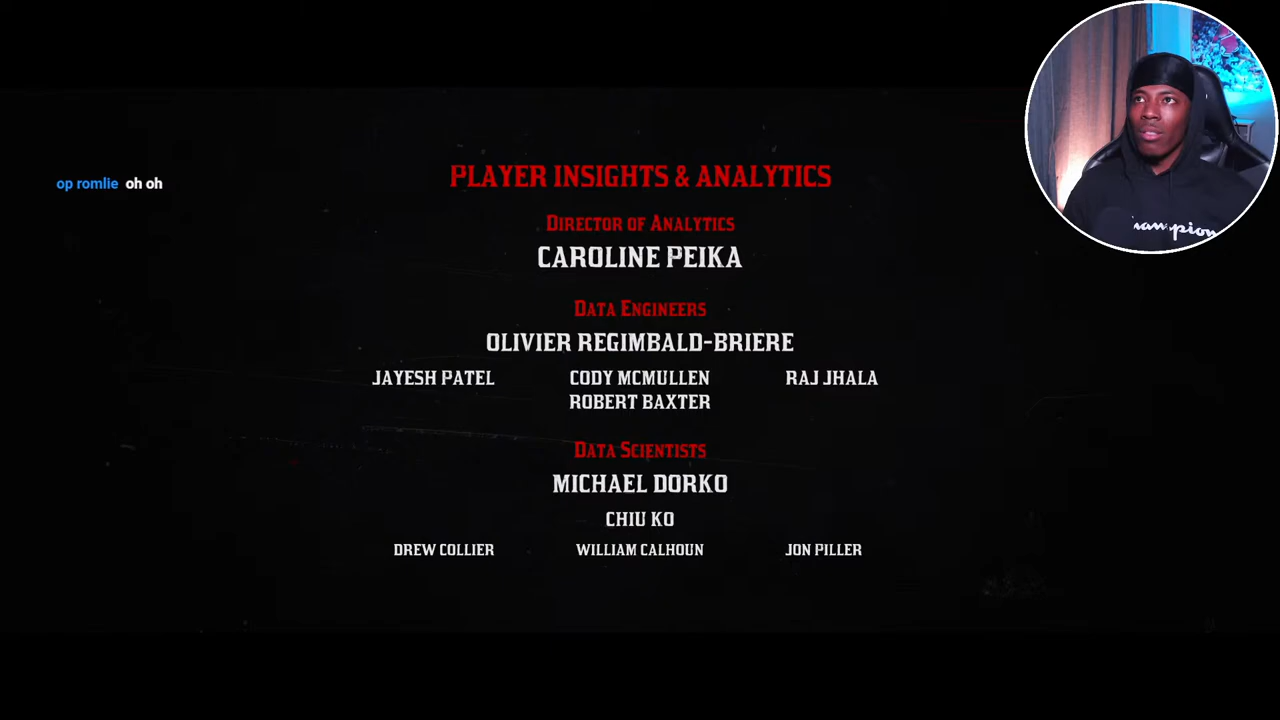 PLAYER INSIGHTS & ANALYTICS
op romlie oh oh
DIRECTOR OF ANALYTICS
CAROLINE PEIKA
DATA ENGINEERS
OLIVIER REGIMBALD-BRIERE
JAYESH PATEL CODY MCMULLEN RAJ JHALA
ROBERT BAXTER
DATA SCIENTISTS
MICHAEL DORKO
CHIU KO
DREW COLLIER WILLIAM CALHOUN JON PILLER